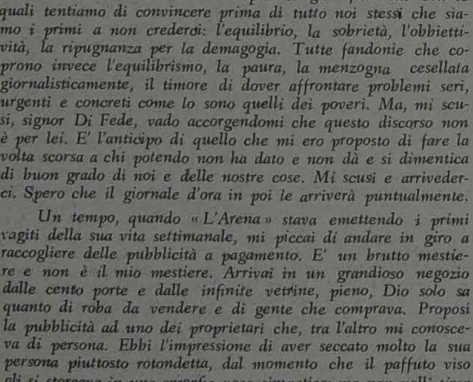 quali tentiamo di convincere prima di tutto noi stessi che sia-
mo i primi a non crederci: l'equilibrio, la sobrietà, l'obbietti-
vità, la ripugnanza per la demagogia. Tutte fandonie che co-
prono invece l'equilibrismo, la paura, la menzogna cesellata
giornalisticamente, il timore di dover affrontare problemi seri,
urgenti e concreti come lo sono quelli dei poveri. Ma, mi scu-
si, signor Di Fede, vado accorgendomi che questo discorso non
è per lei. E' l'anticipo di quello che mi ero proposto di fare la
volta scorsa a chi potendo non ha dato e non dà e si dimentica
di buon grado di noi e delle nostre cose. Mi scusi e arriveder-
ci. Spero che il giornale d'ora in poi le arriverà puntualmente.
Un tempo, quando «L'Arena» stava emettendo i primi
vagiti della sua vita settimanale, mi piccai di andare in giro a
raccogliere delle pubblicità a pagamento. E' un brutto mestie-
re e non è il mio mestiere. Arrivai in un grandioso negozio
dalle cento porte e dalle infinite vetrine, pieno, Dio solo sa
quanto di roba da vendere e di gente che comprava. Proposi
la pubblicità ad uno dei proprietari che, tra l'altro mi conosce-
va di persona. Ebbi l'impressione di aver seccato molto la sua
persona piuttosto rotondetta, dal momento che il paffuto viso
gli si